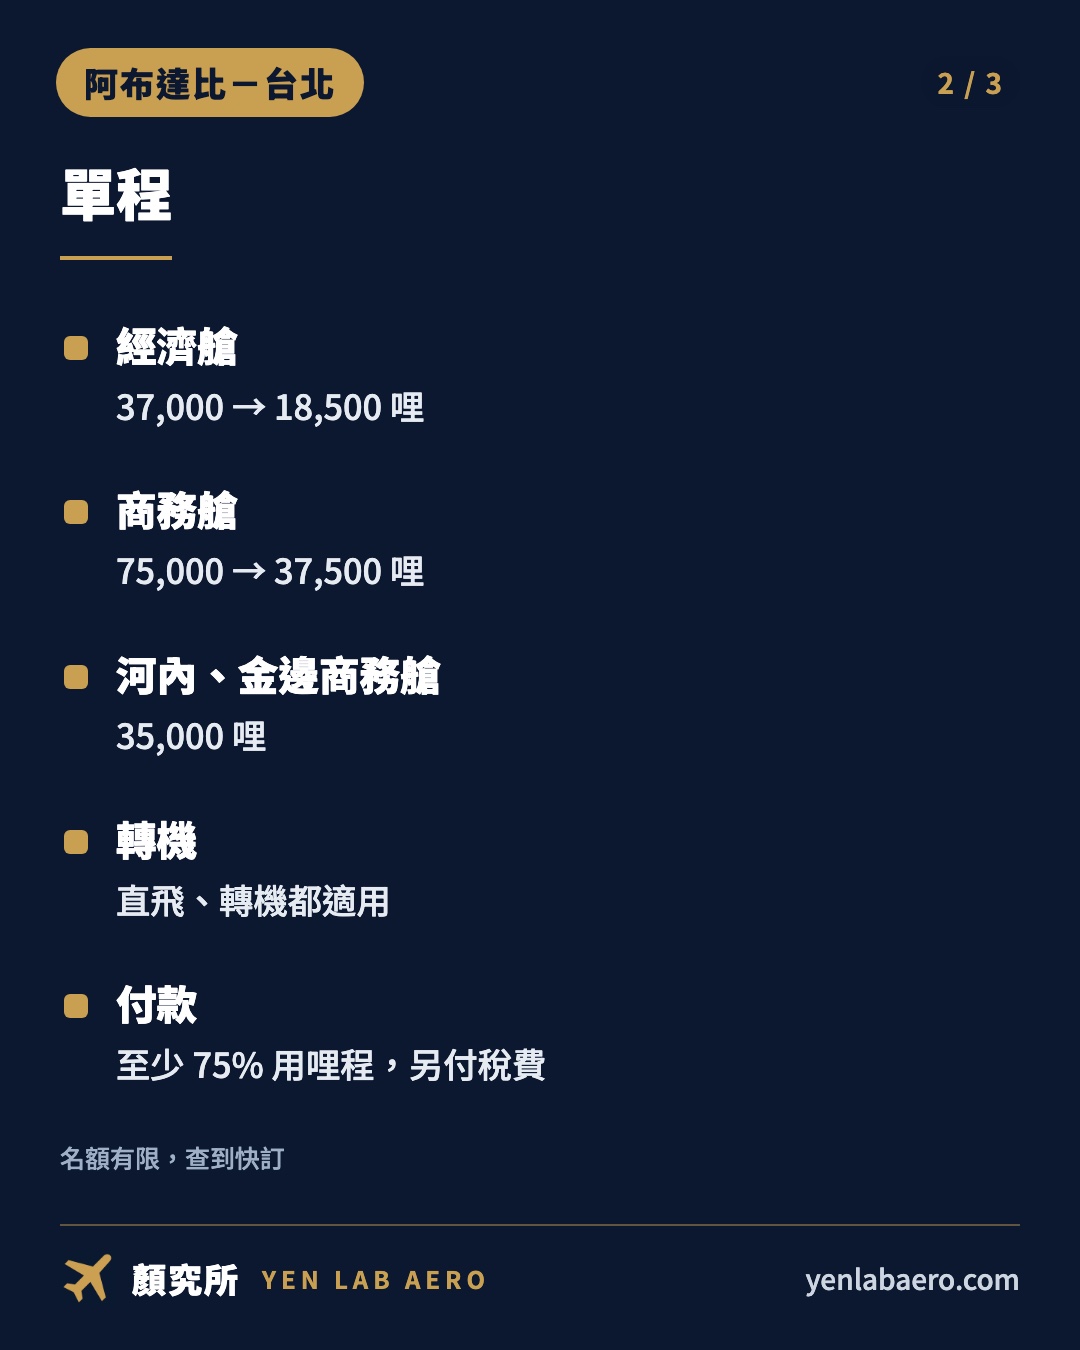 阿布達比－台北
2 / 3
單程
經濟艙
37,000 → 18,500 哩
商務艙
75,000 → 37,500 哩
河內、金邊商務艙
35,000 哩
轉機
直飛、轉機都適用
付款
至少 75% 用哩程，另付稅費
名額有限，查到快訂
顏究所 YEN LAB AERO
yenlabaero.com